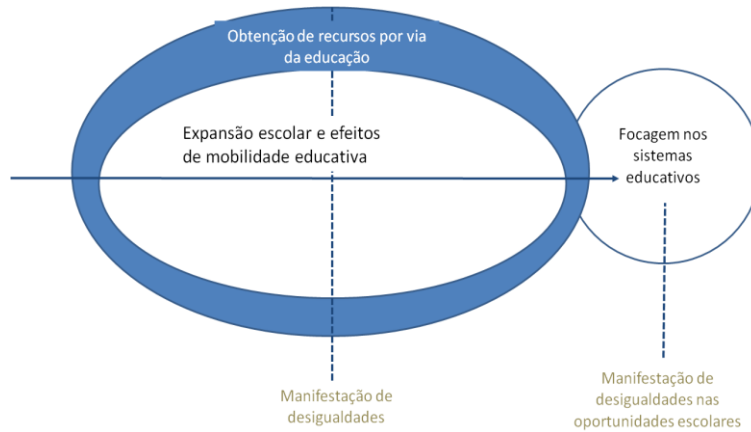 Obtenção de recursos por via
da educação
Expansão escolar e efeitos
de mobilidade educativa
Focagem nos
sistemas
educativos
Manifestação de
desigualdades
Manifestação de
desigualdades nas
oportunidades escolares